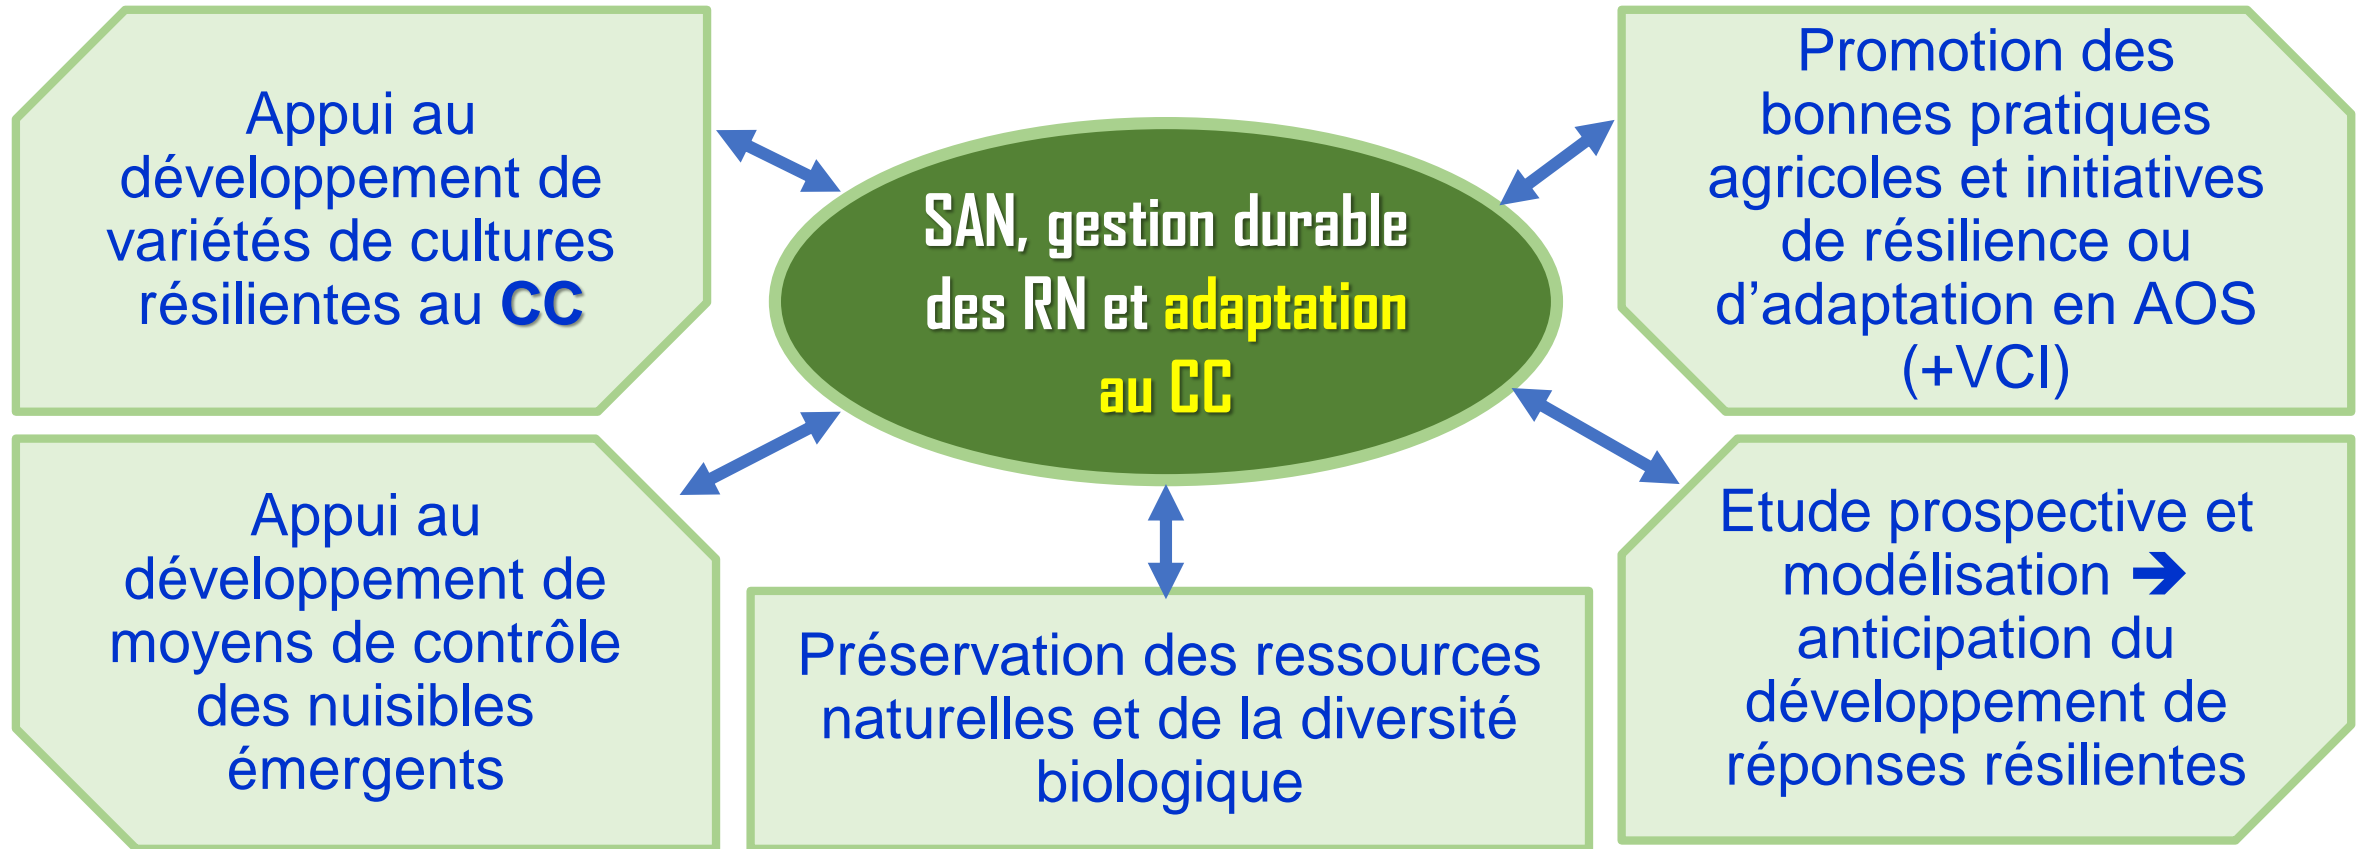 Appui au
développement de
variétés de cultures
résilientes au CC
SAN, gestion durable
des RN et adaptation
au CC
Promotion des
bonnes pratiques
agricoles et initiatives
de résilience ou
d’adaptation en AOS
(+VCI)
Appui au
développement de
moyens de contrôle
des nuisibles
émergents
Préservation des ressources
naturelles et de la diversité
biologique
Etude prospective et
modélisation ➔
anticipation du
développement de
réponses résilientes